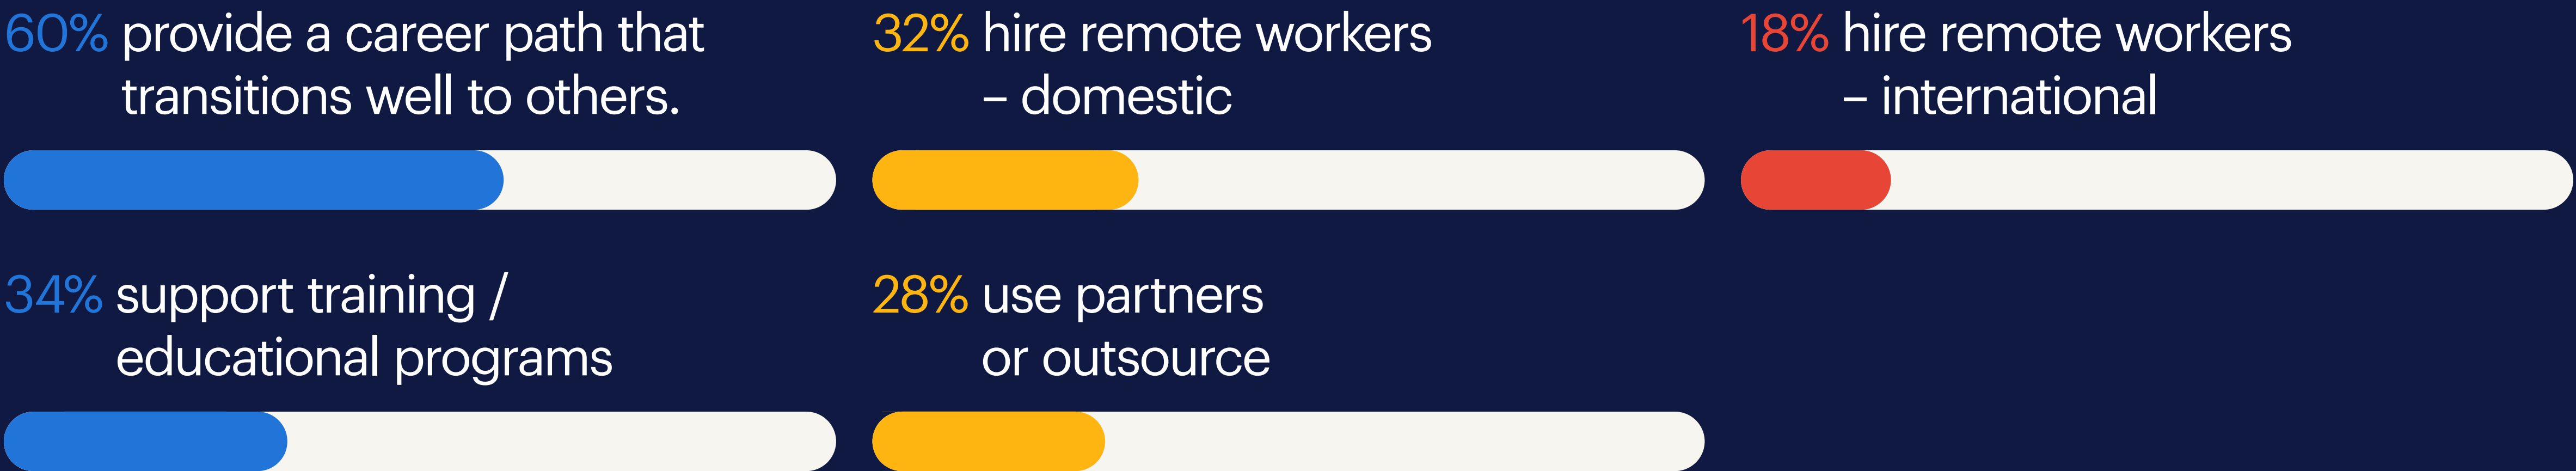 60% provide a career path that
transitions well to others.
32% hire remote workers
– domestic
18% hire remote workers
– international
34% support training /
educational programs
28% use partners
or outsource